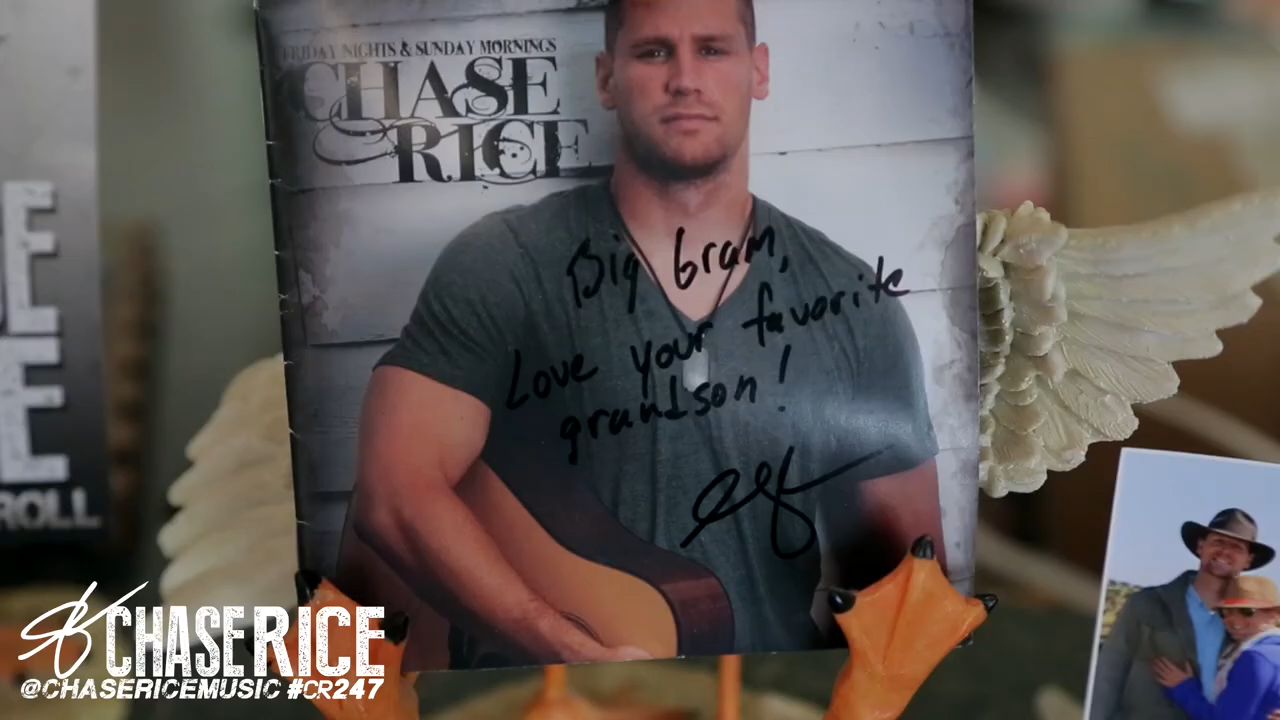 FRIDAY NIGHTS & SUNDAY MORNINGS
CHASE
RICE
Big Gram,
Love your favorite
grandson!
E
E
ROLL
CHASE RICE
@CHASERICEMUSIC #CR247